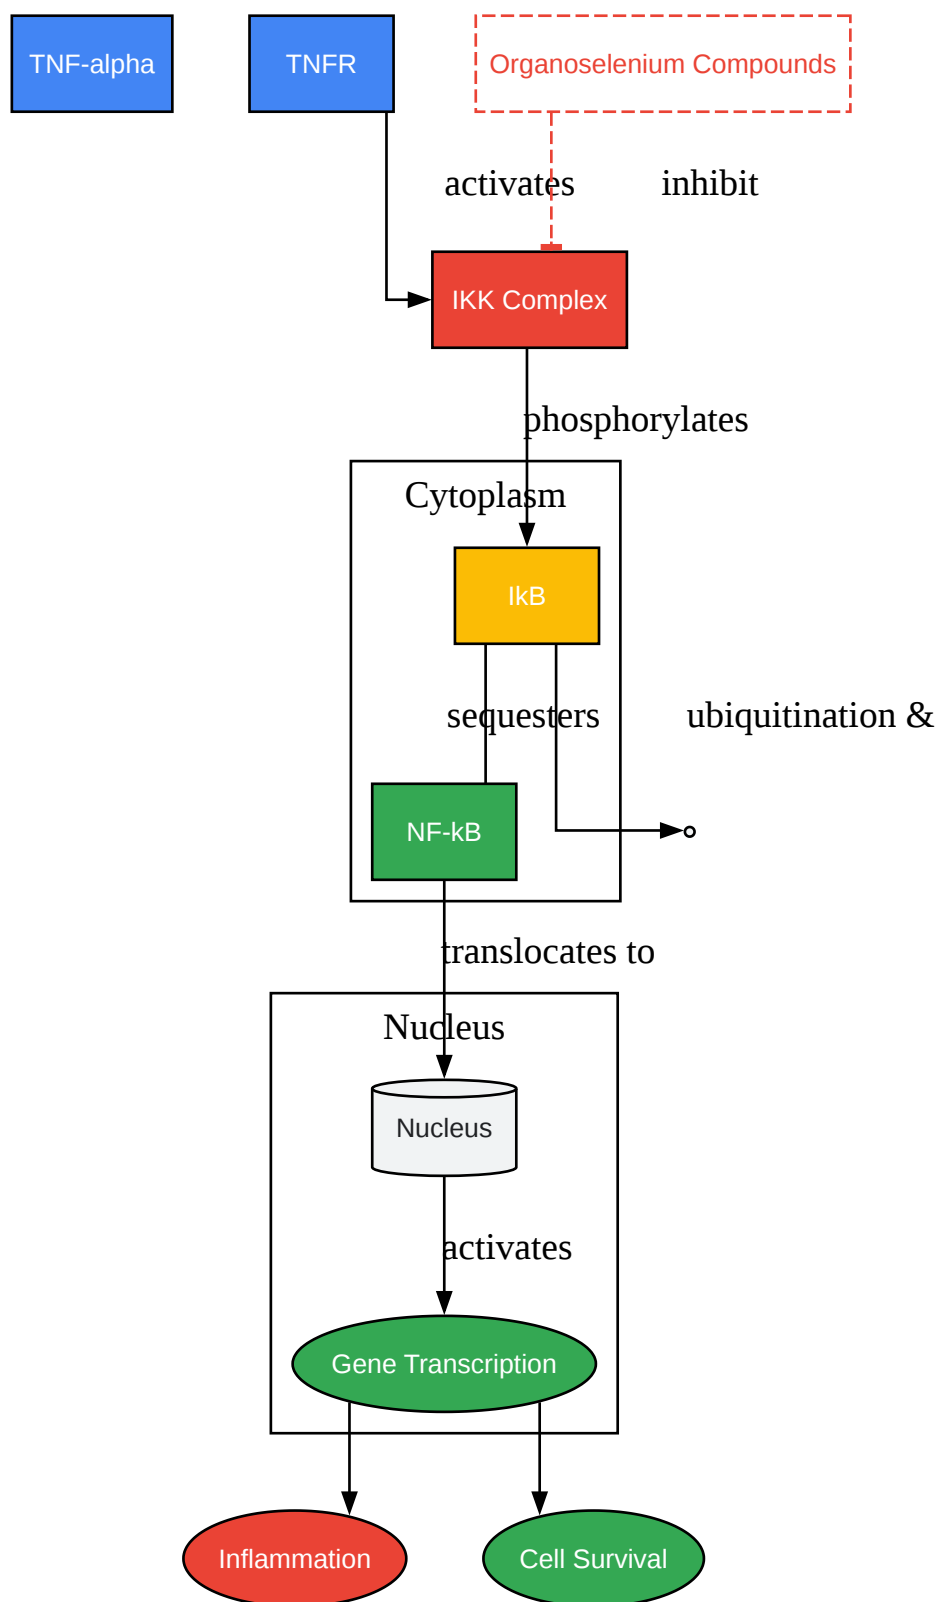 TNF-alpha
TNFR
Organoselenium Compounds
activates
inhibit
IKK Complex
phosphorylates
Cytoplasm
IkB
sequesters
ubiquitination &
NF-kB
translocates to
Nucleus
Nucleus
activates
Gene Transcription
Inflammation
Cell Survival